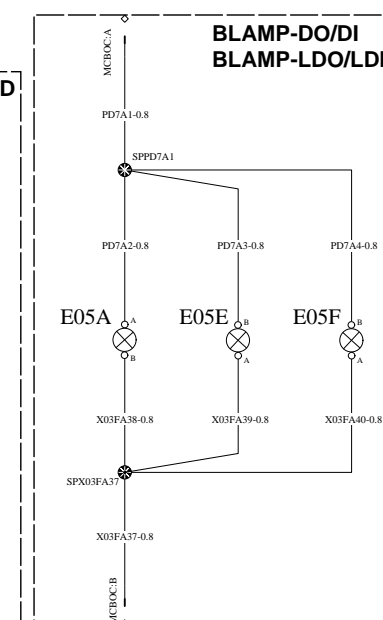 BLAMP-DO/DI
BLAMP-LDO/LDI
D
MCBOC:A
PD7A1-0.8
SPPD7A1
PD7A2-0.8
PD7A3-0.8
PD7A4-0.8
E05A
A
B
E05E
B
A
E05F
B
A
X03FA38-0.8
X03FA39-0.8
X03FA40-0.8
SPX03FA37
X03FA37-0.8
MCBOC:B